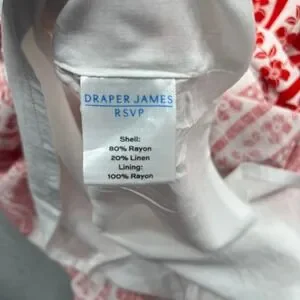 DRAPER JAMES
RSVP
Shell:
80% Rayon
20% Linen
Lining:
100% Rayon